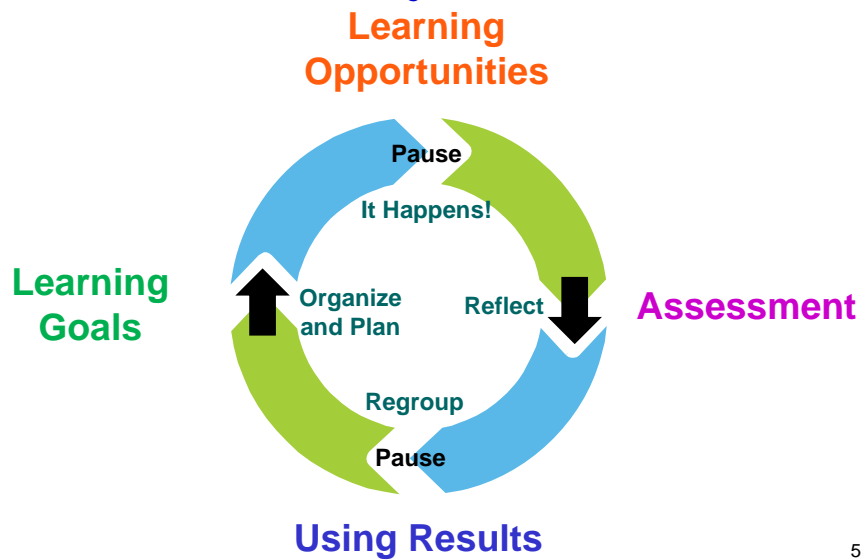 Learning
Opportunities
Pause
It Happens!
Learning
Goals
Organize
and Plan
Reflect
Assessment
Regroup
Pause
Using Results
5